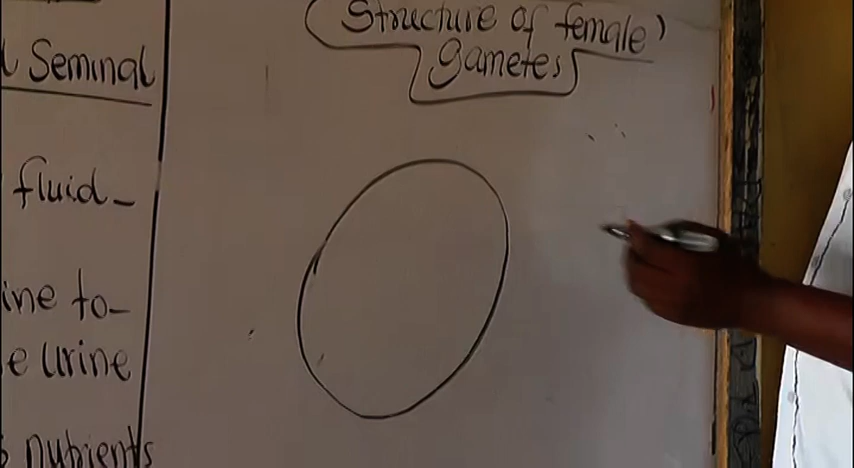 Seminal
fluid-
ine to-
e urine
nutrients
Structure of female
gametes